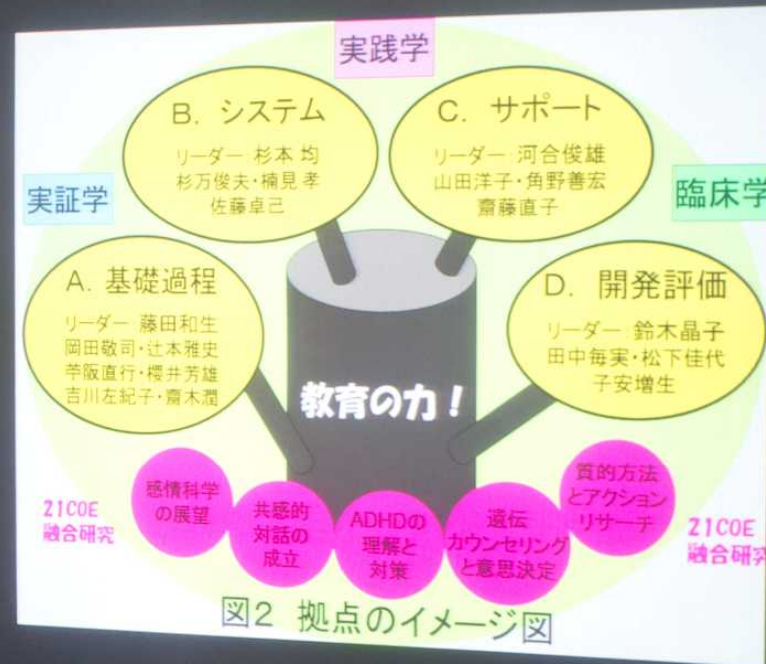 実践学
B. システム
リーダー 杉本 均
杉万俊夫・楠見 孝
佐藤卓己
C. サポート
リーダー 河合俊雄
山田洋子・角野善宏
齋藤直子
実証学
臨床学
A. 基礎過程
リーダー 藤田和生
岡田敬司・辻本雅史
苧阪直行・櫻井芳雄
吉川左紀子・齋木潤
D. 開発評価
リーダー 鈴木晶子
田中毎実・松下佳代
子安増生
教育の力！
21COE
融合研究
感情科学
の展望
共感的
対話の
成立
ADHDの
理解と
対策
遺伝
カウンセリング
と意思決定
質的方法
とアクション
リサーチ
21COE
融合研究
図2 拠点のイメージ図